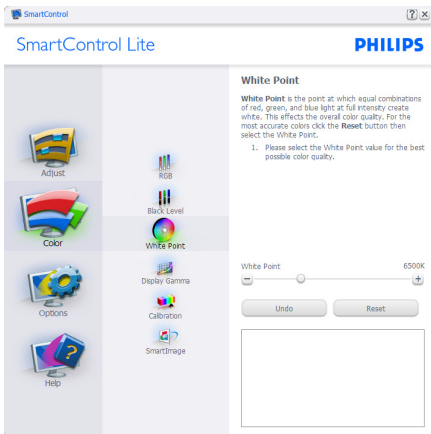 SmartControl
SmartControl Lite
PHILIPS
Adjust
Color
Options
Help
RGB
Black Level
White Point
Display Gamma
Calibration
SmartImage
White Point
White Point is the point at which equal combinations
of red, green, and blue light at full intensity create
white. This effects the overall color quality. For the
most accurate colors click the Reset button then
select the White Point.
1. Please select the White Point value for the best
possible color quality.
White Point 6500K
Undo Reset